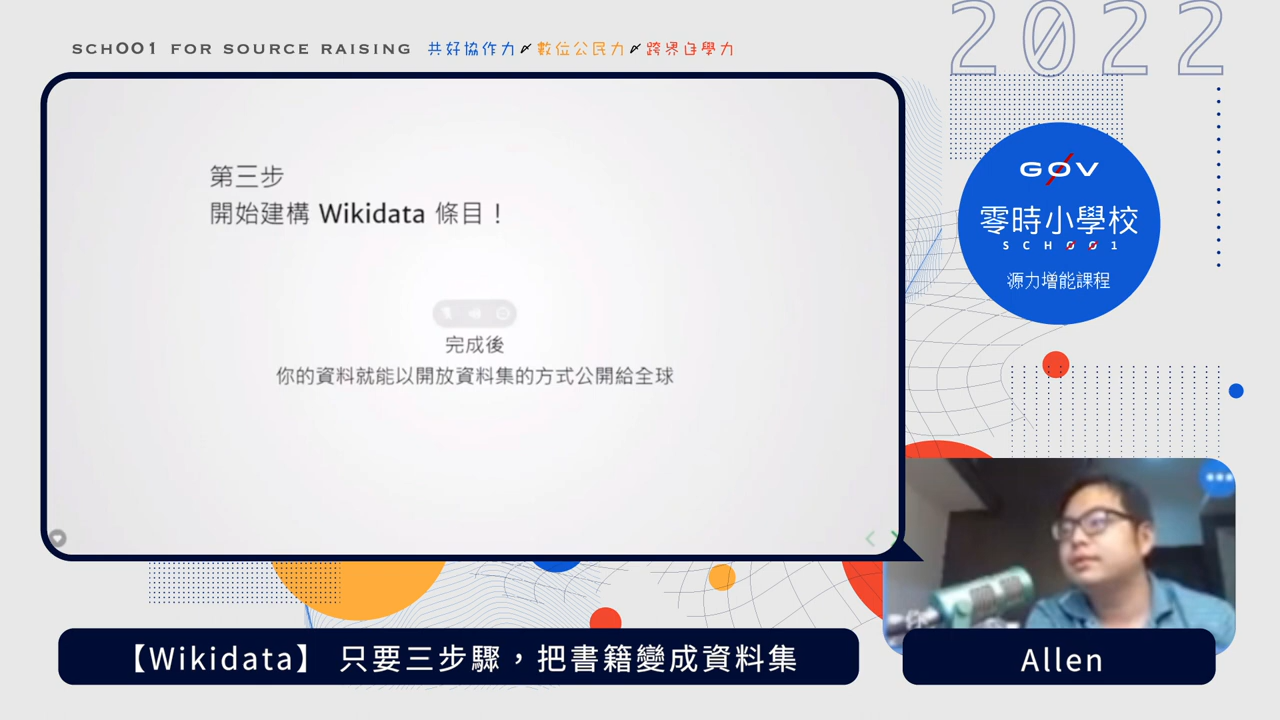 SCH001 FOR SOURCE RAISING 共好協作力 數位公民力 跨界自學力
2022
第三步
開始建構 Wikidata 條目！
完成後
你的資料就能以開放資料集的方式公開給全球
G0V
零時小學校
SCH001
源力增能課程
【Wikidata】 只要三步驟，把書籍變成資料集
Allen